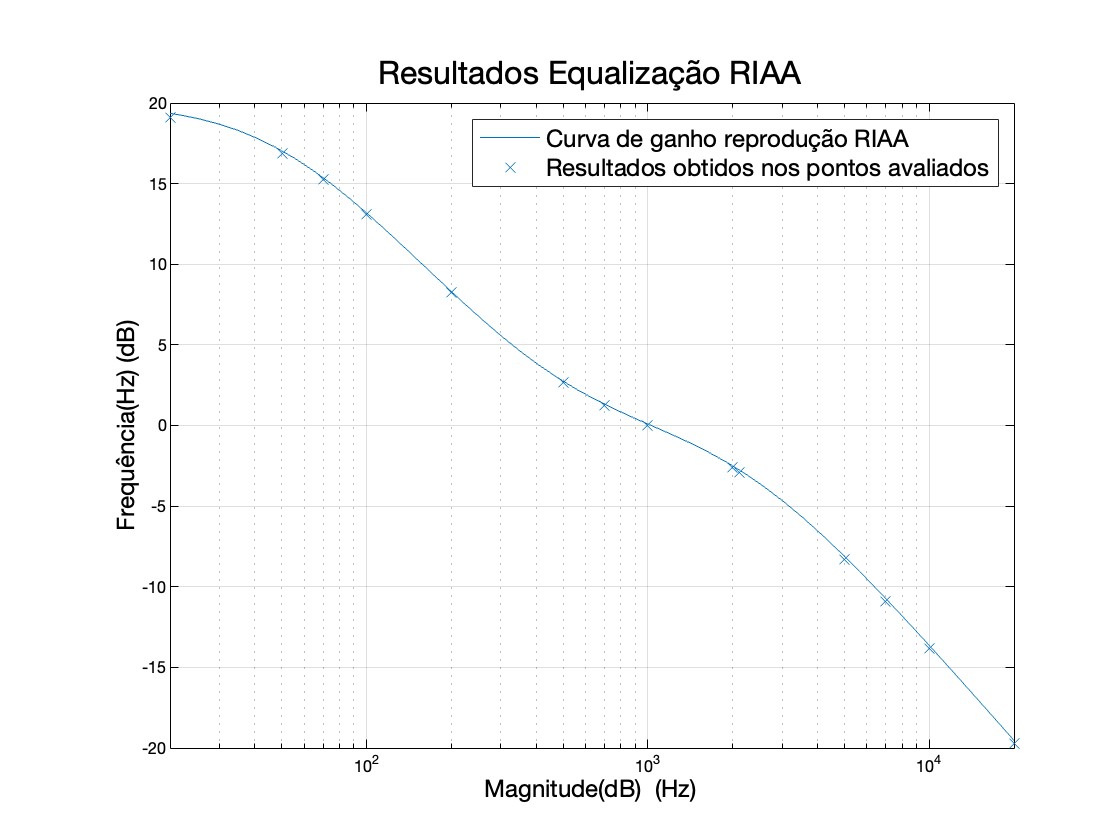 Resultados Equalização RIAA
Curva de ganho reprodução RIAA
Resultados obtidos nos pontos avaliados
20
15
10
5
0
-5
-10
-15
-20
Frequência(Hz) (dB)
10²
10³
10⁴
Magnitude(dB) (Hz)